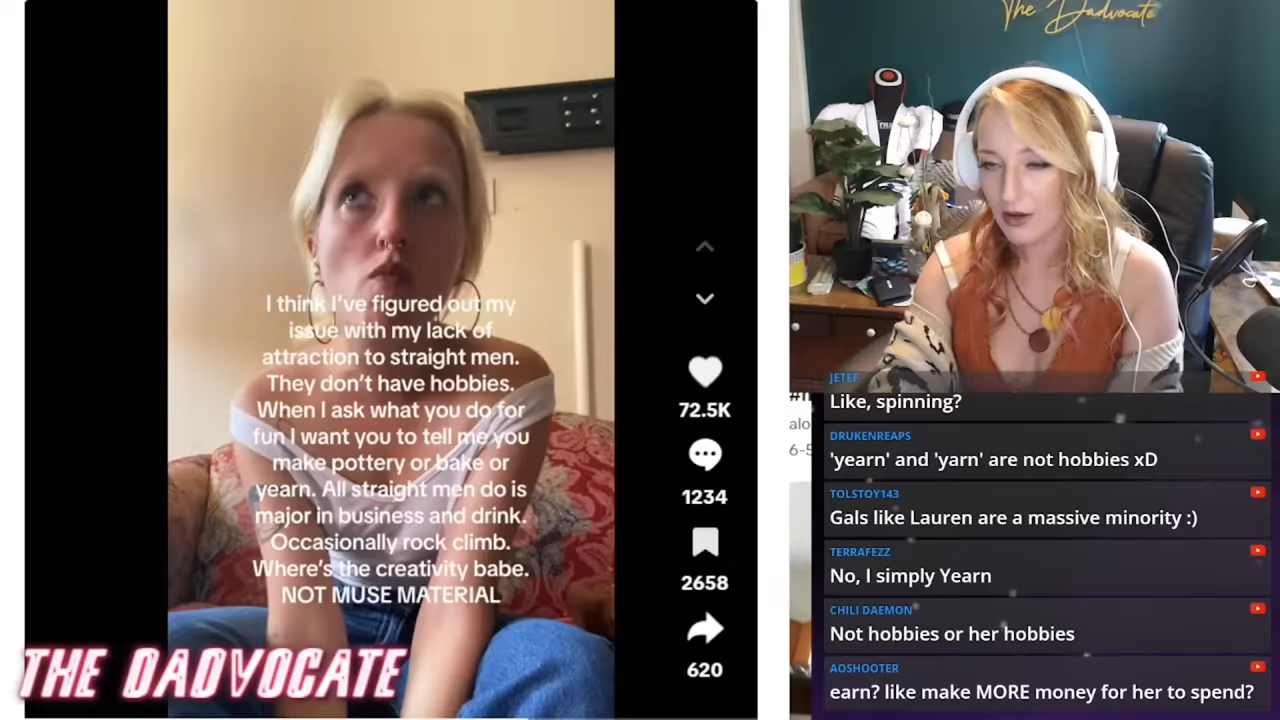 I think I've figured out my
issue with my lack of
attraction to straight men.
They don't have hobbies.
When I ask what you do for
fun I want you to tell me you
make pottery or bake or
yearn. All straight men do is
major in business and drink.
Occasionally rock climb.
Where's the creativity babe.
NOT MUSE MATERIAL
72.5K
1234
2658
620
THE DADVOCATE
The Dadvocate
alo
6-5
JETEF
Like, spinning?
DRUKENREAPS
'yearn' and 'yarn' are not hobbies xD
TOLSTOY143
Gals like Lauren are a massive minority :)
TERRAFEZZ
No, I simply Yearn
CHILI DAEMON
Not hobbies or her hobbies
AOSHOOTER
earn? like make MORE money for her to spend?